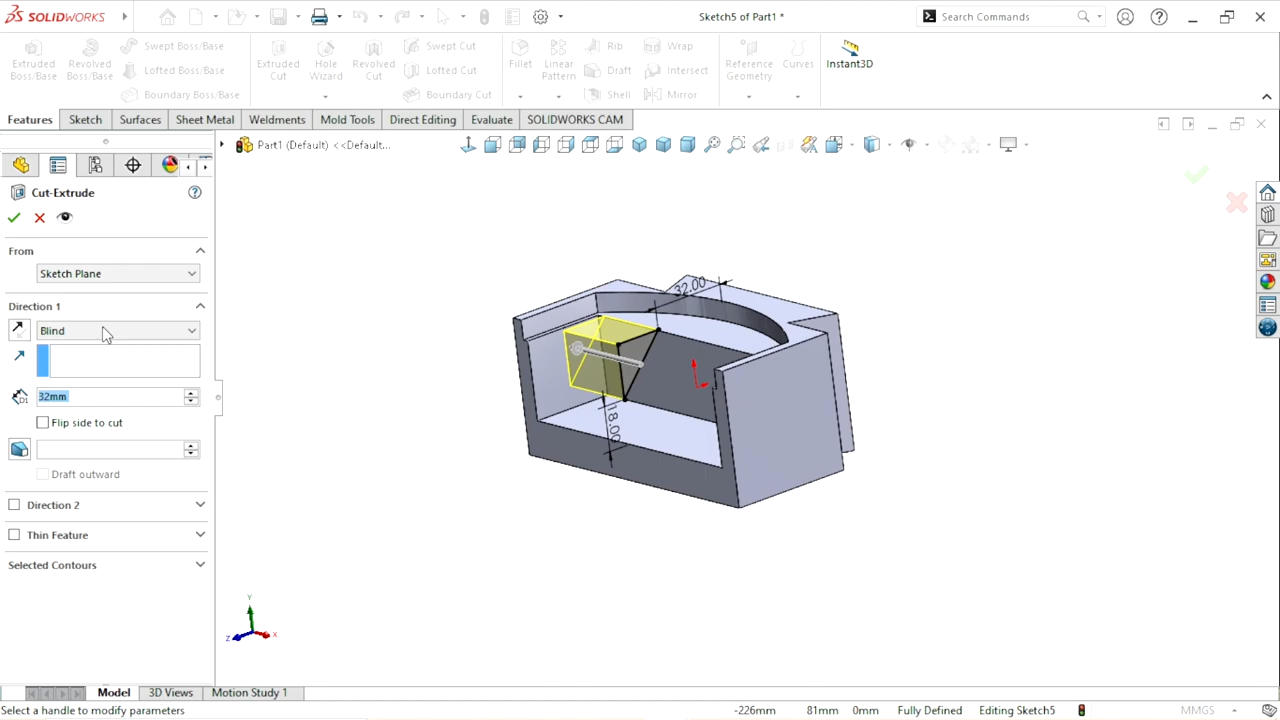 SOLIDWORKS
Sketch5 of Part1 *
Search Commands
Extruded Boss/Base
Revolved Boss/Base
Swept Boss/Base
Lofted Boss/Base
Boundary Boss/Base
Extruded Cut
Hole Wizard
Revolved Cut
Swept Cut
Lofted Cut
Boundary Cut
Fillet
Linear Pattern
Rib
Draft
Shell
Wrap
Intersect
Mirror
Reference Geometry
Curves
Instant3D
Features
Sketch
Surfaces
Sheet Metal
Weldments
Mold Tools
Direct Editing
Evaluate
SOLIDWORKS CAM
Part1 (Default) <<Default...
Cut-Extrude
From
Sketch Plane
Direction 1
Blind
D1
32mm
Flip side to cut
Draft outward
Direction 2
Thin Feature
Selected Contours
32.00
18.00
Y
Z
X
Model
3D Views
Motion Study 1
Select a handle to modify parameters
-226mm
81mm
0mm
Fully Defined
Editing Sketch5
MMGS